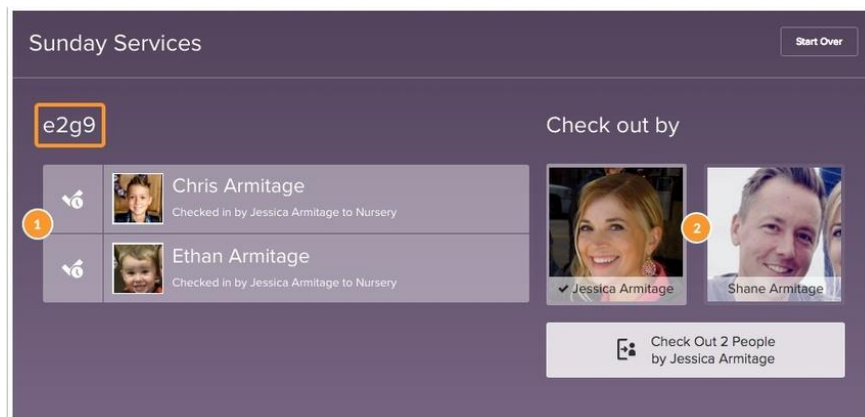 Sunday Services
Start Over
e2g9
Check out by
1
Chris Armitage
Checked in by Jessica Armitage to Nursery
Ethan Armitage
Checked in by Jessica Armitage to Nursery
2
Jessica Armitage
Shane Armitage
Check Out 2 People
by Jessica Armitage